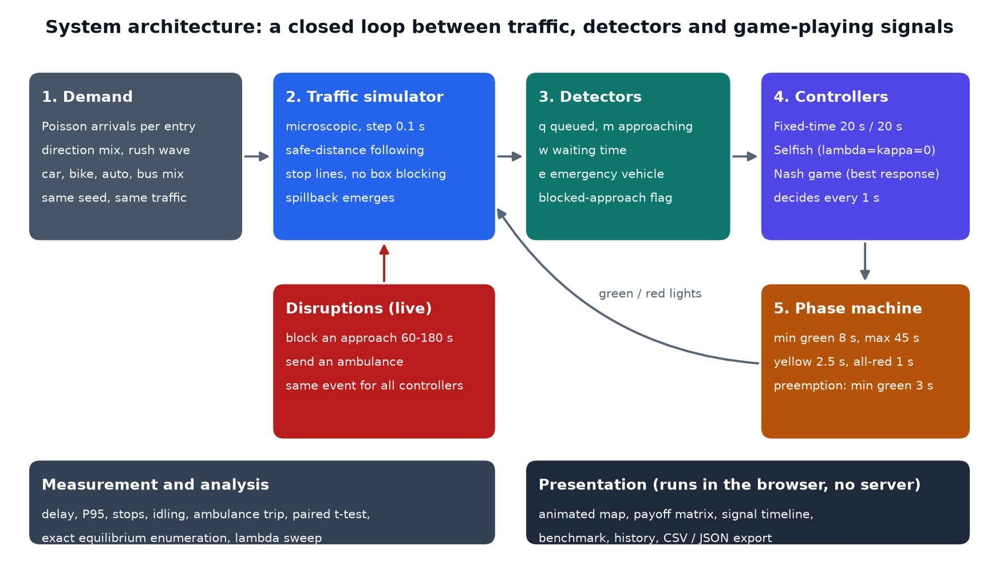 System architecture: a closed loop between traffic, detectors and game-playing signals
1. Demand
Poisson arrivals per entry
direction mix, rush wave
car, bike, auto, bus mix
same seed, same traffic
2. Traffic simulator
microscopic, step 0.1 s
safe-distance following
stop lines, no box blocking
spillback emerges
3. Detectors
q queued, m approaching
w waiting time
e emergency vehicle
blocked-approach flag
4. Controllers
Fixed-time 20 s / 20 s
Selfish (lambda=kappa=0)
Nash game (best response)
decides every 1 s
Disruptions (live)
block an approach 60-180 s
send an ambulance
same event for all controllers
green / red lights
5. Phase machine
min green 8 s, max 45 s
yellow 2.5 s, all-red 1 s
preemption: min green 3 s
Measurement and analysis
delay, P95, stops, idling, ambulance trip, paired t-test,
exact equilibrium enumeration, lambda sweep
Presentation (runs in the browser, no server)
animated map, payoff matrix, signal timeline,
benchmark, history, CSV / JSON export